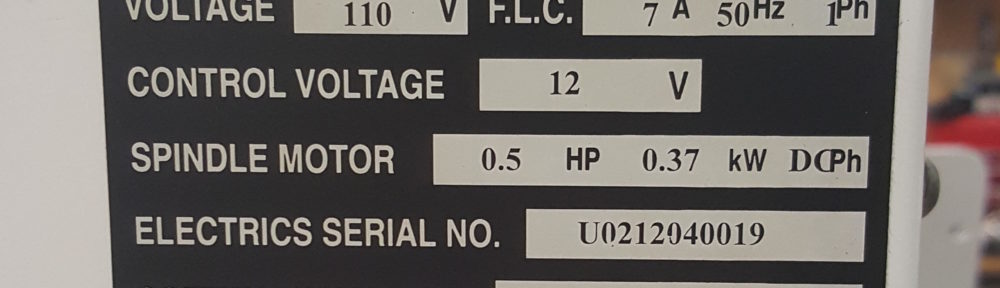 VOLTAGE 110 V F.L.C. 7 A 50Hz 1Ph
CONTROL VOLTAGE 12 V
SPINDLE MOTOR 0.5 HP 0.37 kW DCPh
ELECTRICS SERIAL NO. U0212040019